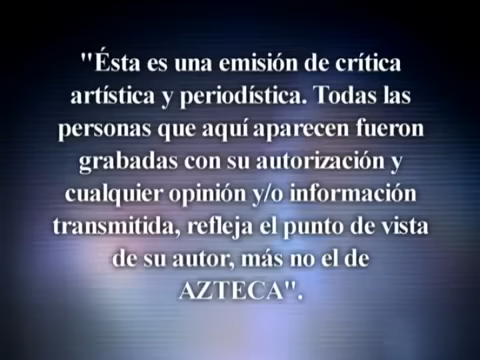 "Ésta es una emisión de crítica
artística y periodística. Todas las
personas que aquí aparecen fueron
grabadas con su autorización y
cualquier opinión y/o información
transmitida, refleja el punto de vista
de su autor, más no el de
AZTECA".